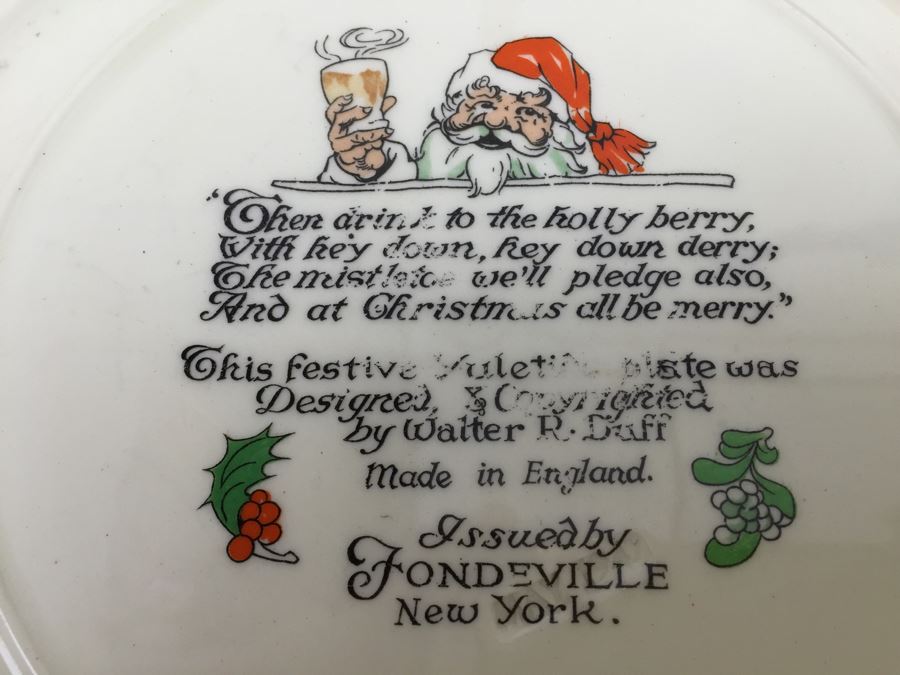 “Then drink to the holly berry,
With hey down, hey down derry;
The mistletoe we'll pledge also,
And at Christmas all be merry.”
This festive Yuletide plate was
Designed, & Copyrighted
by Walter R. Duff
Made in England.
Issued by
FONDEVILLE
New York.